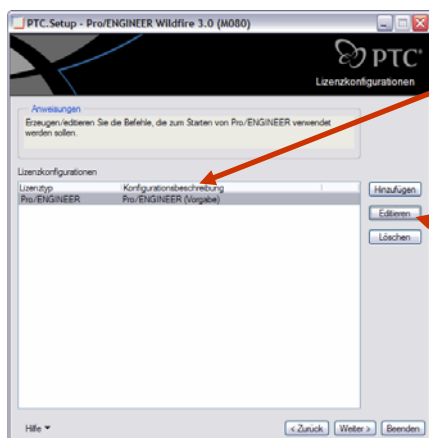 PTC.Setup - Pro/ENGINEER Wildfire 3.0 (M080)
PTC
Lizenzkonfigurationen
Anweisungen
Erzeugen/editieren Sie die Befehle, die zum Starten von Pro/ENGINEER verwendet
werden sollen.
Lizenzkonfigurationen
Lizenztyp Konfigurationsbeschreibung
Pro/ENGINEER Pro/ENGINEER (Vorgabe)
Hinzufügen
Editieren
Löschen
Hilfe
< Zurück Weiter > Beenden